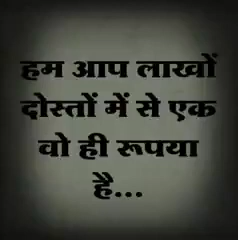 हम आप लाखों
दोस्तों में से एक
वो ही रूपया
है...